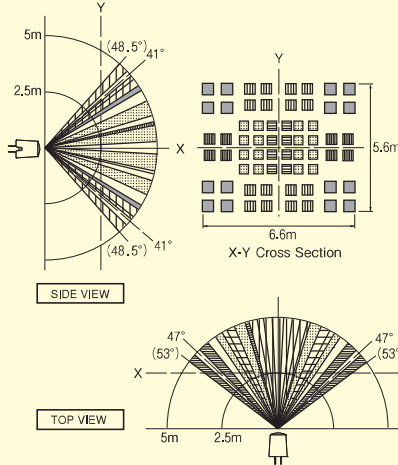 Y
5m
(48.5°)
41°
2.5m
X
(48.5°)
41°
SIDE VIEW
Y
5.6m
6.6m
X-Y Cross Section
47°
(53°)
47°
(53°)
X
TOP VIEW
5m
2.5m